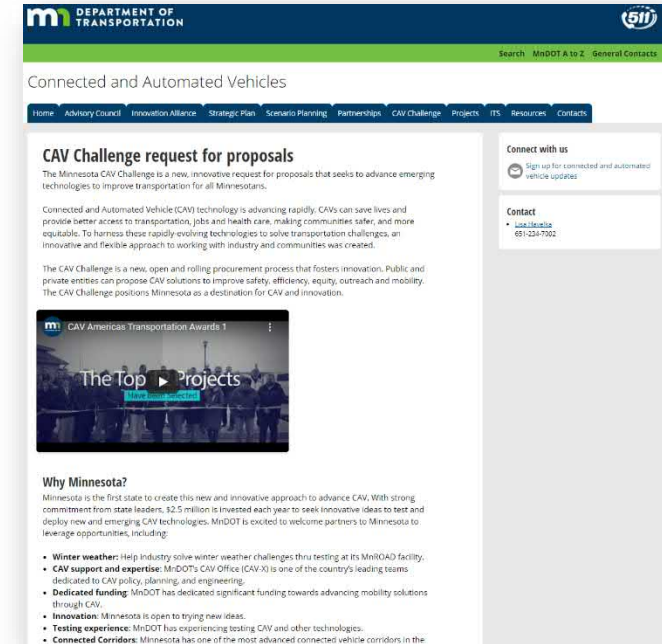 DEPARTMENT OF
TRANSPORTATION
511
Search MnDOT A to Z General Contacts
Connected and Automated Vehicles
Home Advisory Council Innovation Alliance Strategic Plan Scenario Planning Partnerships CAV Challenge Projects ITS Resources Contacts
CAV Challenge request for proposals
The Minnesota CAV Challenge is a new, innovative request for proposals that seeks to advance emerging
technologies to improve transportation for all Minnesotans.
Connected and Automated Vehicle (CAV) technology is advancing rapidly. CAVs can save lives and
provide better access to transportation, jobs and health care, making communities safer, and more
equitable. To harness these rapidly-evolving technologies to solve transportation challenges, an
innovative and flexible approach to working with industry and communities was created.
The CAV Challenge is a new, open and rolling procurement process that fosters innovation. Public and
private entities can propose CAV solutions to improve safety, efficiency, equity, outreach and mobility.
The CAV Challenge positions Minnesota as a destination for CAV and innovation.
CAV Americas Transportation Awards 1
The Top Projects
Have Been Selected
Why Minnesota?
Minnesota is the first state to create this new and innovative approach to advance CAV. With strong
commitment from state leaders, $2.5 million is invested each year to seek innovative ideas to test and
deploy new and emerging CAV technologies. MnDOT is excited to welcome partners to Minnesota to
leverage opportunities, including:
• Winter weather: Help industry solve winter weather challenges thru testing at its MnROAD facility.
• CAV support and expertise: MnDOT's CAV Office (CAV-X) is one of the country's leading teams
dedicated to CAV policy, planning, and engineering.
• Dedicated funding: MnDOT has dedicated significant funding towards advancing mobility solutions
through CAV.
• Innovation: Minnesota is open to trying new ideas.
• Testing experience: MnDOT has experiencing testing CAV and other technologies.
• Connected Corridors: Minnesota has one of the most advanced connected vehicle corridors in the
Connect with us
Sign up for connected and automated
vehicle updates
Contact
• Lisa
651-234-7002